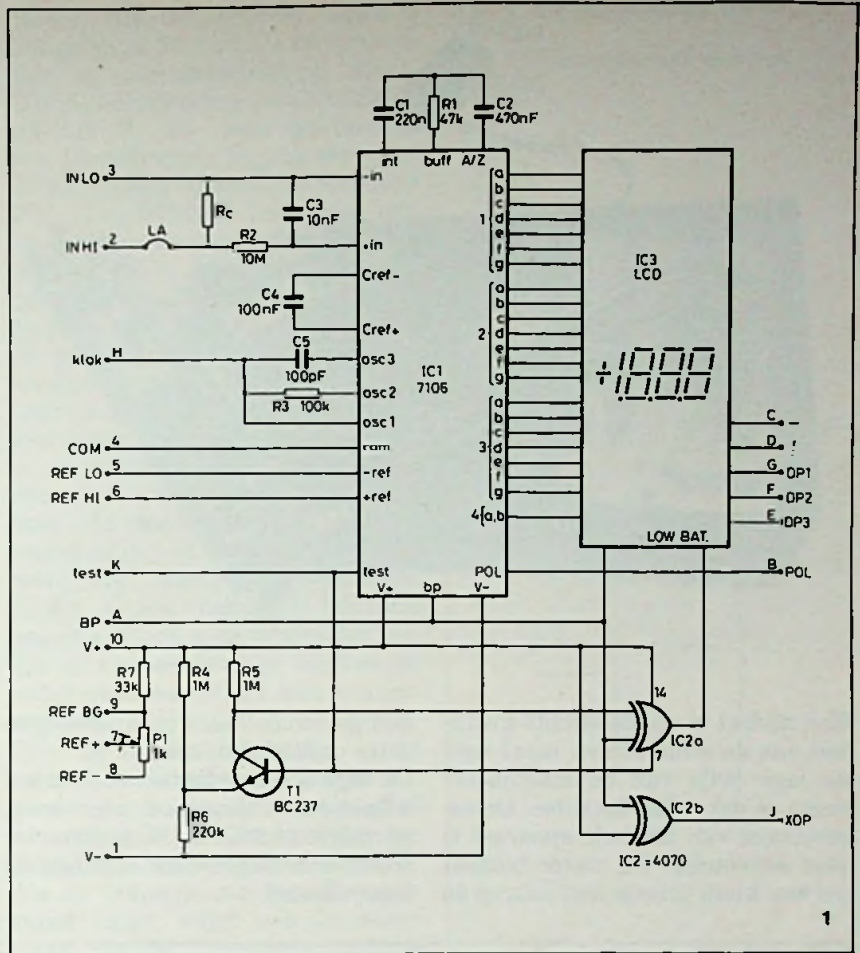 C1
220n
R1
47k
C2
470nF
int
buff
A/Z
IN LO
3
-in
Rc
C3
10nF
IN HI
2
LA
R2
10M
+in
C4
100nF
Cref-
Cref+
klok
H
C5
100pF
osc3
R3
100k
osc2
osc1
IC1
7106
COM
4
com
REF LO
5
-ref
REF HI
6
+ref
test
K
test
V+
bp
V-
POL
1
a
b
c
d
e
f
g
2
a
b
c
d
e
f
g
3
a
b
c
d
e
f
g
4
a,b
IC3
LCD
LOW BAT.
C
D
G
DP1
F
DP2
E
DP3
B
POL
BP
A
V+
10
R7
33k
R4
1M
R5
1M
REF BG
9
REF+
7
P1
1k
REF-
8
R6
220k
T1
BC237
V-
1
14
IC2a
7
IC2b
J
XDP
IC2 = 4070
1